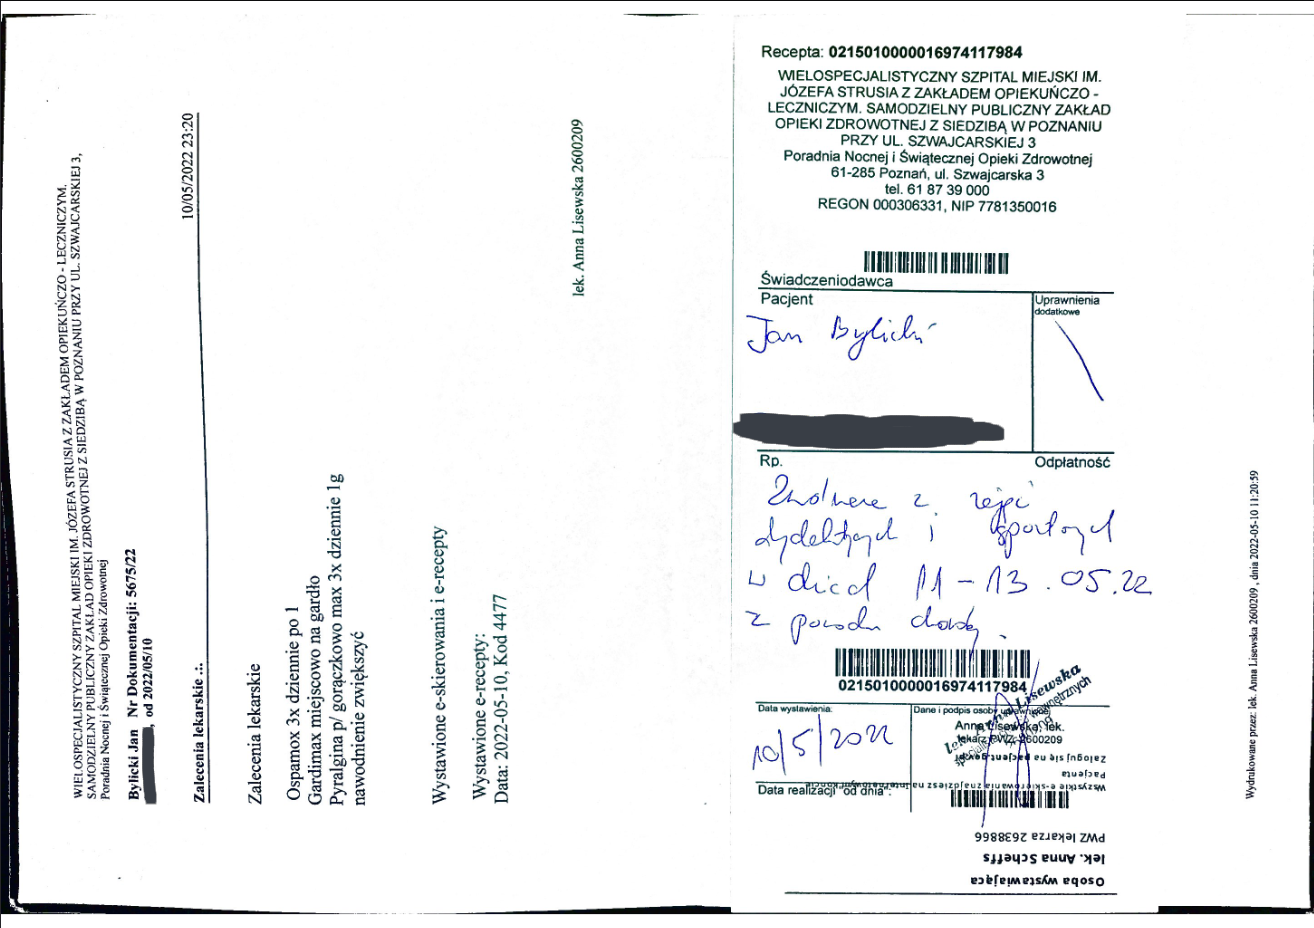 WIELOSPECJALISTYCZNY SZPITAL MIEJSKI IM. JÓZEFA STRUSIA Z ZAKŁADEM OPIEKUŃCZO - LECZNICZYM.
SAMODZIELNY PUBLICZNY ZAKŁAD OPIEKI ZDROWOTNEJ Z SIEDZIBĄ W POZNANIU PRZY UL. SZWAJCARSKIEJ 3,
Poradnia Nocnej i Świątecznej Opieki Zdrowotnej
Bylicki Jan Nr Dokumentacji: 5675/22
, od 2022/05/10
Zalecenia lekarskie .:. 10/05/2022 23:20
Zalecenia lekarskie
Ospamox 3x dziennie po 1
Gardimax miejscowo na gardło
Pyralgina p/ gorączkowo max 3x dziennie 1g
nawodnienie zwiększyć
Wystawione e-skierowania i e-recepty
Wystawione e-recepty:
Data: 2022-05-10, Kod 4477
lek. Anna Lisewska 2600209
Recepta: 0215010000016974117984
WIELOSPECJALISTYCZNY SZPITAL MIEJSKI IM.
JÓZEFA STRUSIA Z ZAKŁADEM OPIEKUŃCZO -
LECZNICZYM. SAMODZIELNY PUBLICZNY ZAKŁAD
OPIEKI ZDROWOTNEJ Z SIEDZIBĄ W POZNANIU
PRZY UL. SZWAJCARSKIEJ 3
Poradnia Nocnej i Świątecznej Opieki Zdrowotnej
61-285 Poznań, ul. Szwajcarska 3
tel. 61 87 39 000
REGON 000306331, NIP 7781350016
Świadczeniodawca
Pacjent
Uprawnienia
dodatkowe
Jan Bylicki
Rp. Odpłatność
Zwolnienie z zajęć
dydaktycznych i sportowych
w dniach 11-13.05.22
z powodu choroby.
0215010000016974117984
Data wystawienia:
Dane i podpis osoby uprawnionej
10/5/2022
lek. Anna Lisewska
Anna Lisewska, lek.
lekarz PWZ: 2600209
Data realizacji "od dnia":
Osoba wystawiająca
lek. Anna Scheffs
PWZ lekarza 2638866
Wszystkie e-skierowania znajdziesz na Internetowym Koncie
Pacjenta
Zaloguj się na pacjent.gov.pl
Wydrukowane przez: lek. Anna Lisewska 2600209 , dnia 2022-05-10 11:20:59